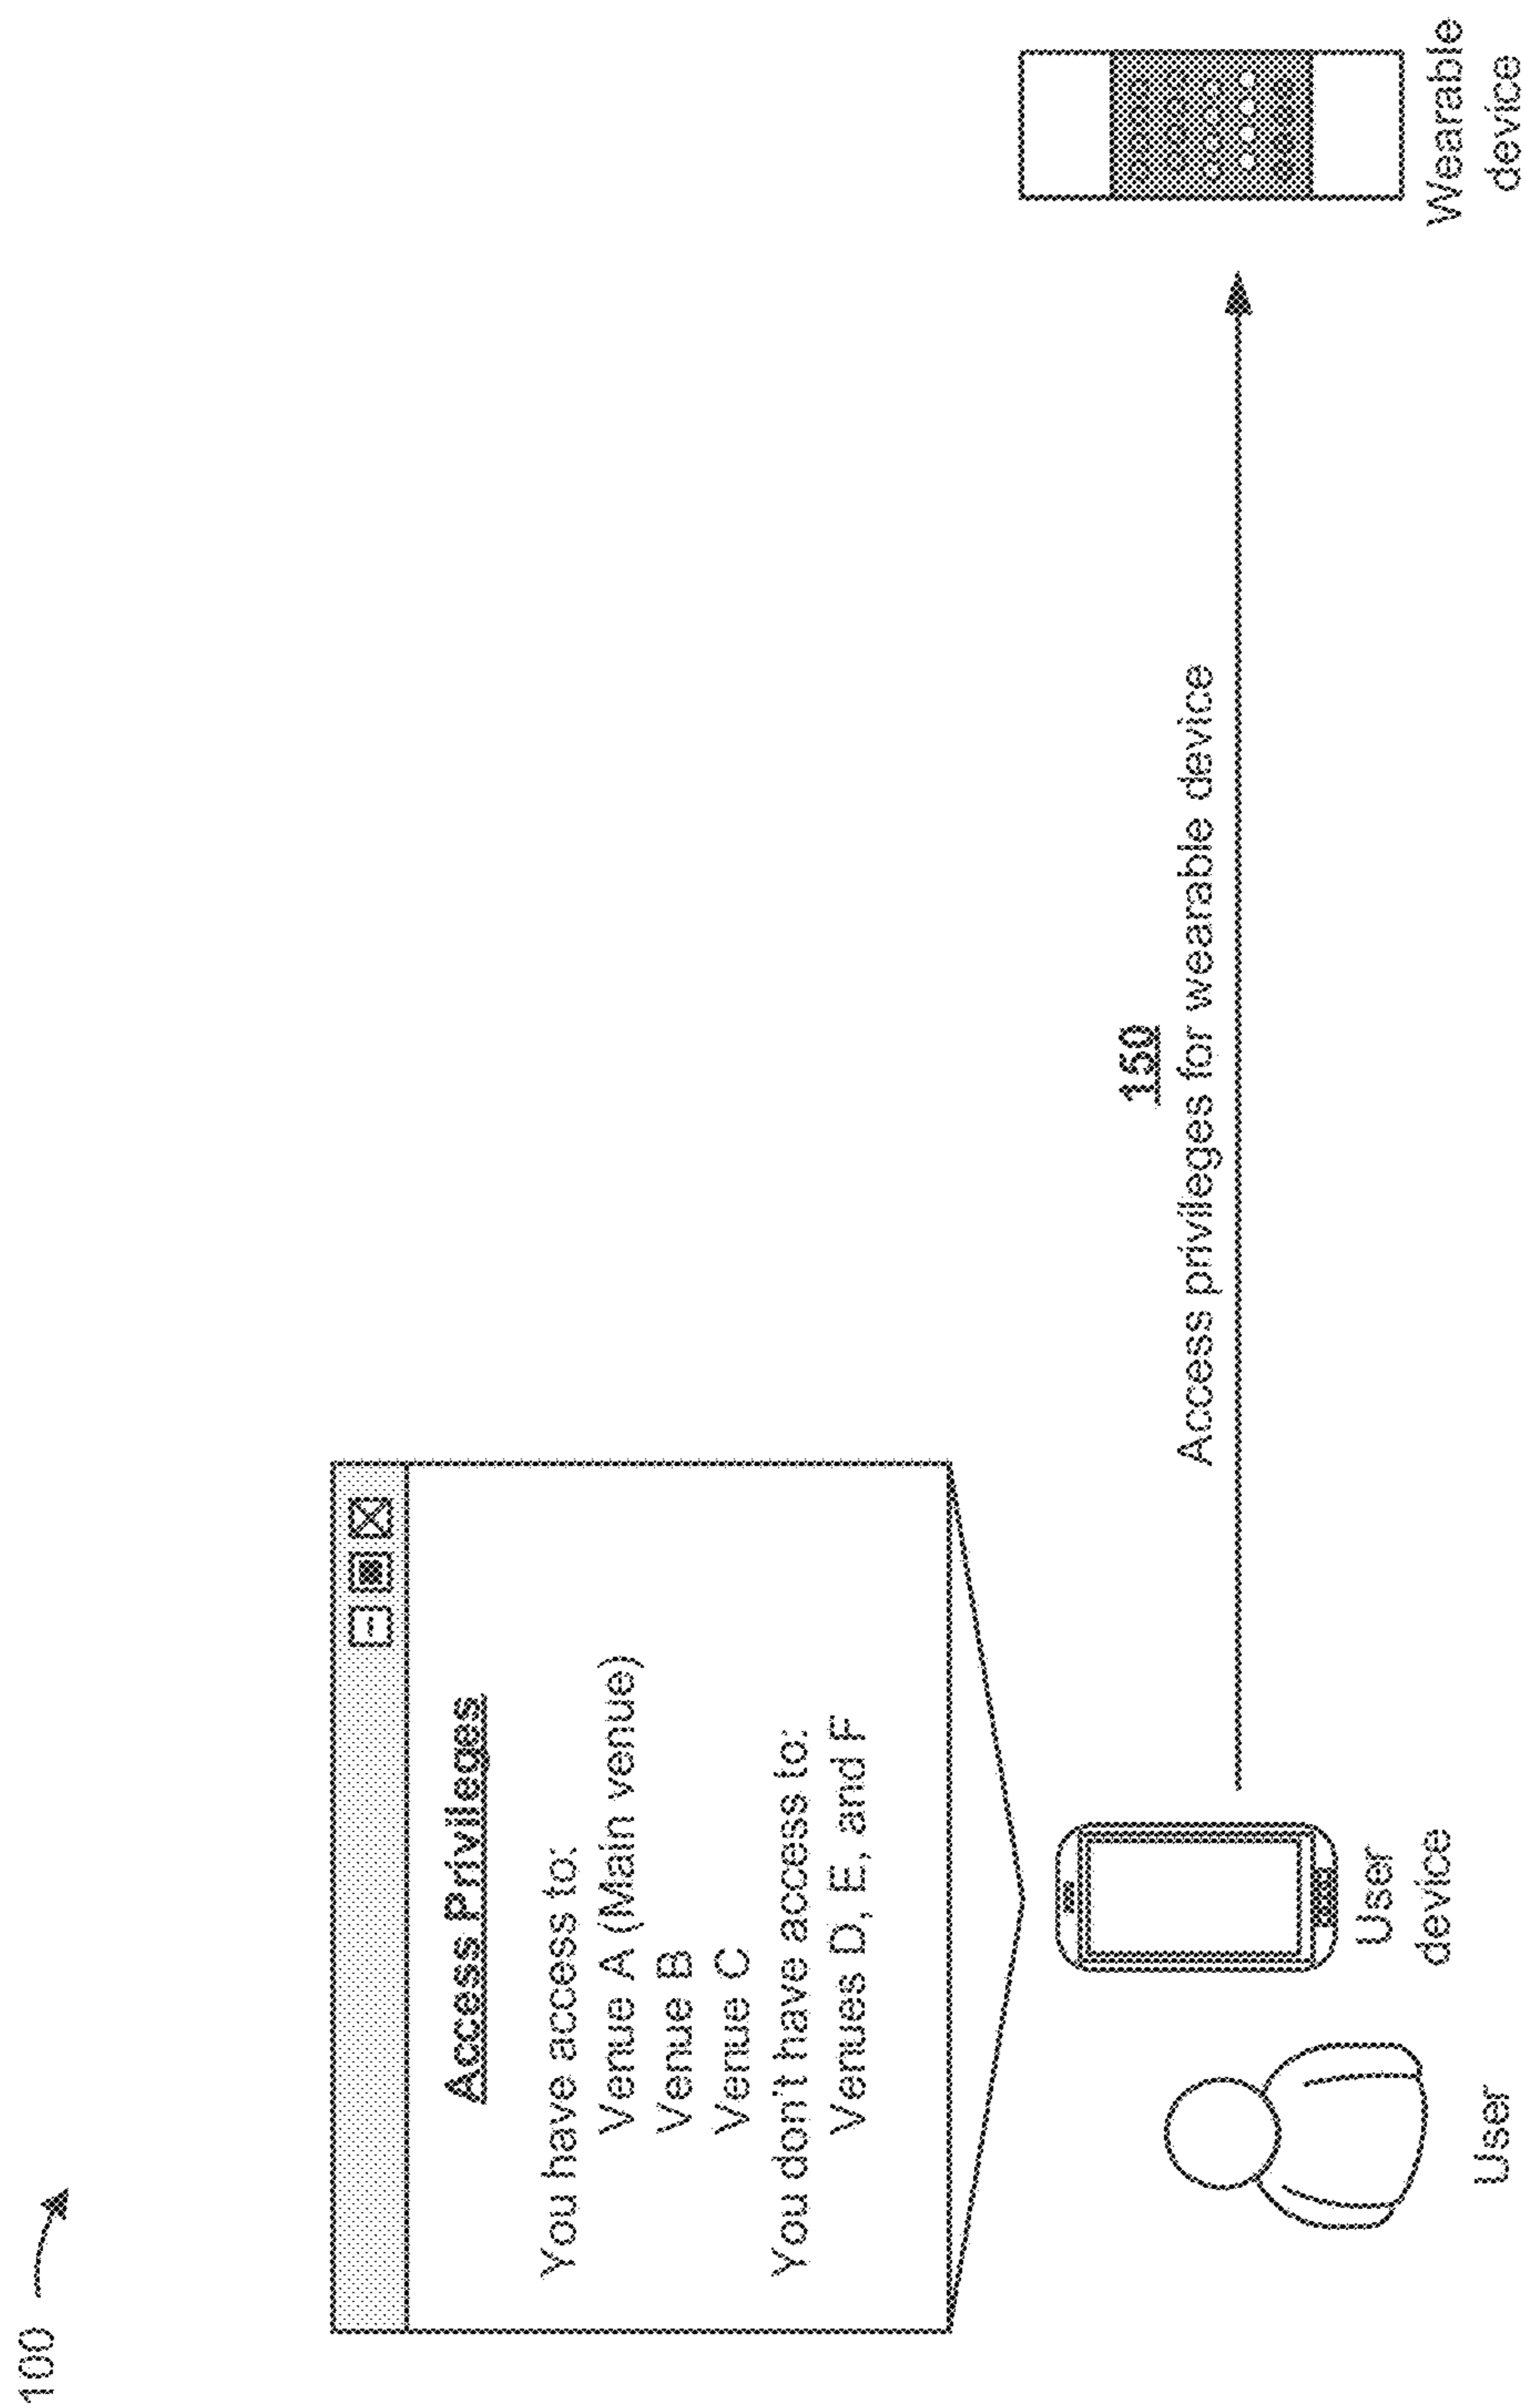 100
Access Privileges
You have access to:
Venue A (Main venue)
Venue B
Venue C
You don't have access to:
Venues D, E, and F
150
Access privileges for wearable device
User
User
device
Wearable
device